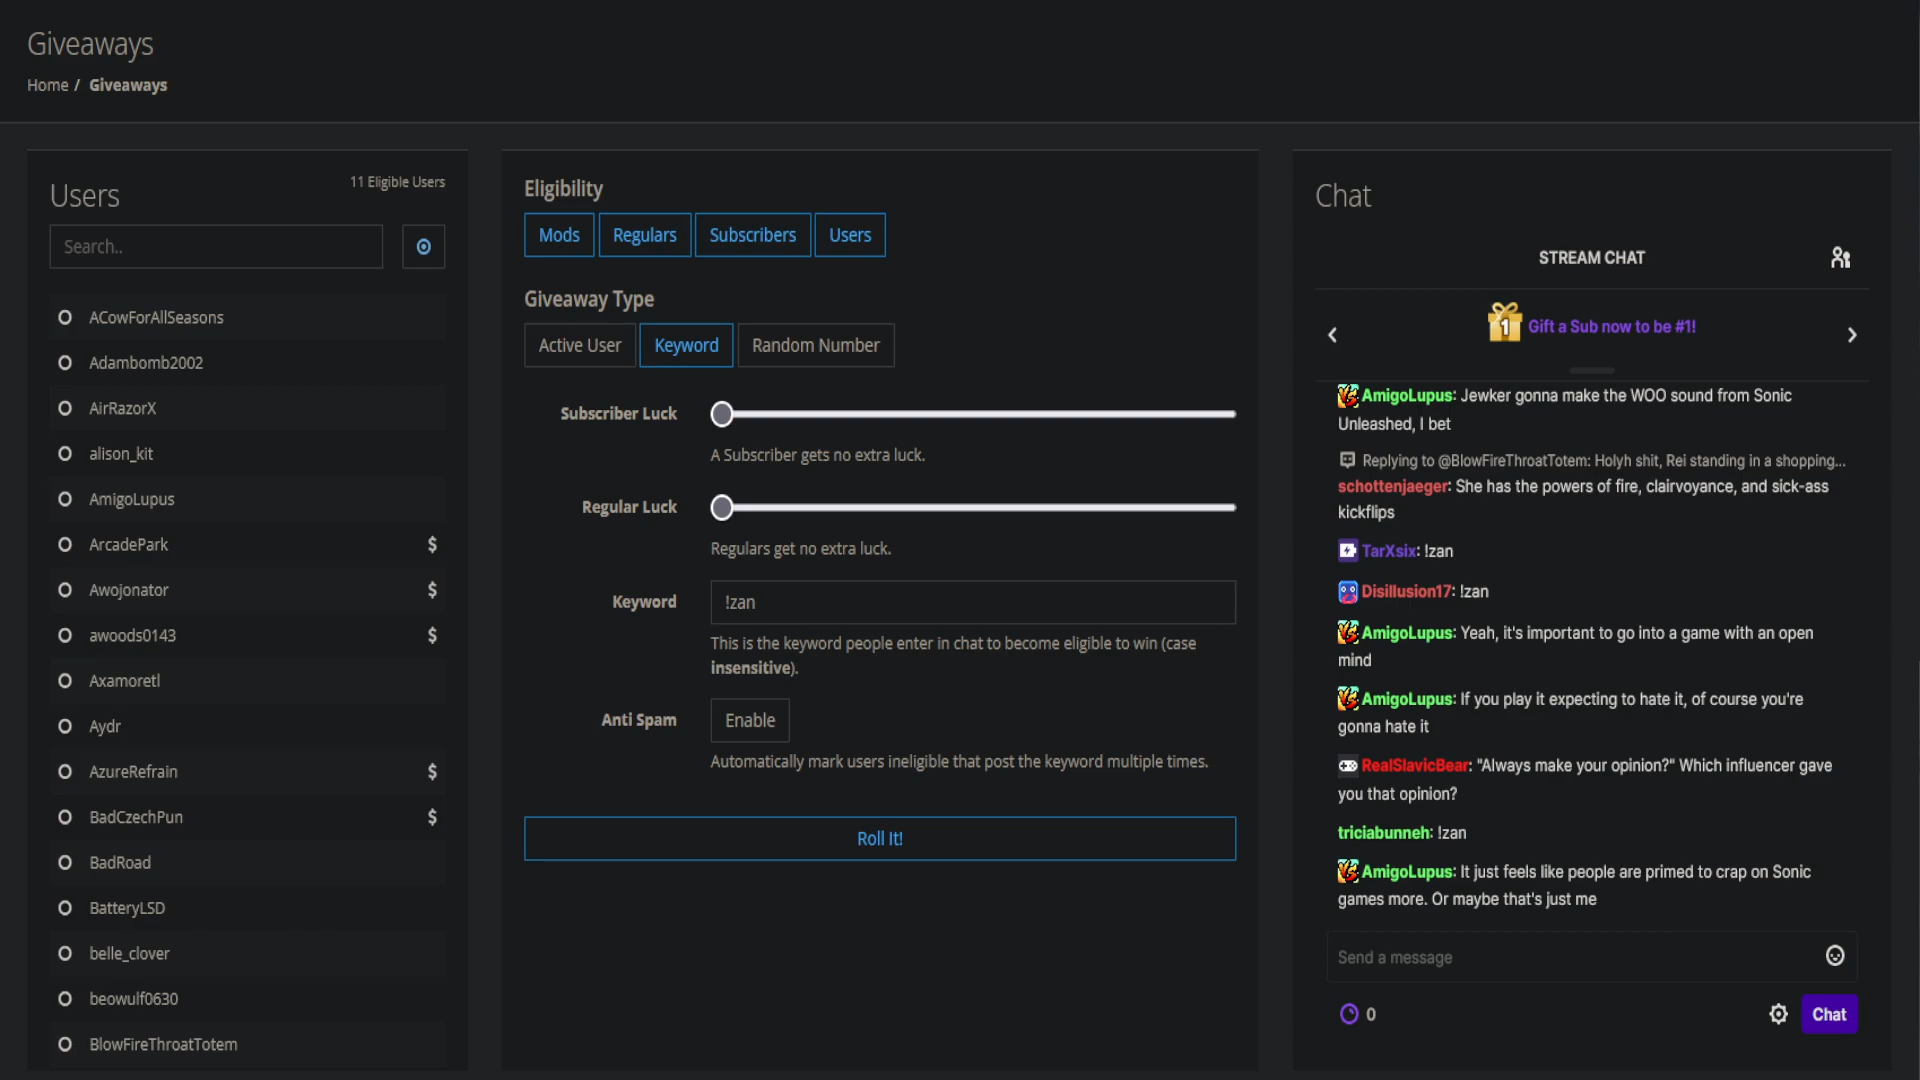 Giveaways
Home / Giveaways
Users
11 Eligible Users
Search..
ACowForAllSeasons
Adambomb2002
AirRazorX
alison_kit
AmigoLupus
ArcadePark $
Awojonator $
awoods0143 $
Axamoretl
Aydr
AzureRefrain $
BadCzechPun $
BadRoad
BatteryLSD
belle_clover
beowulf0630
BlowFireThroatTotem
Eligibility
Mods Regulars Subscribers Users
Giveaway Type
Active User Keyword Random Number
Subscriber Luck
A Subscriber gets no extra luck.
Regular Luck
Regulars get no extra luck.
Keyword !zan
This is the keyword people enter in chat to become eligible to win (case
insensitive).
Anti Spam Enable
Automatically mark users ineligible that post the keyword multiple times.
Roll It!
Chat
STREAM CHAT
1 Gift a Sub now to be #1!
AmigoLupus: Jewker gonna make the WOO sound from Sonic
Unleashed, I bet
Replying to @BlowFireThroatTotem: Holyh shit, Rei standing in a shopping...
schottenjaeger: She has the powers of fire, clairvoyance, and sick-ass
kickflips
TarXsix: !zan
Disillusion17: !zan
AmigoLupus: Yeah, it's important to go into a game with an open
mind
AmigoLupus: If you play it expecting to hate it, of course you're
gonna hate it
RealSlavicBear: "Always make your opinion?" Which influencer gave
you that opinion?
triciabunneh: !zan
AmigoLupus: It just feels like people are primed to crap on Sonic
games more. Or maybe that's just me
Send a message
0
Chat